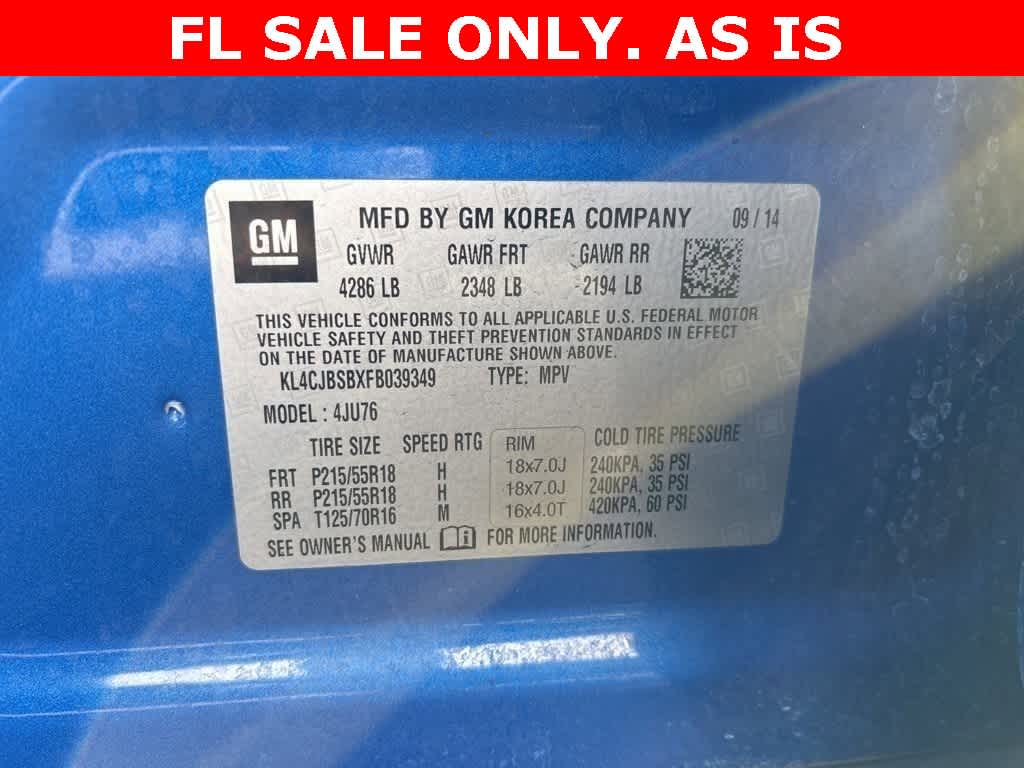 FL SALE ONLY. AS IS
GM MFD BY GM KOREA COMPANY 09 / 14
GVWR GAWR FRT GAWR RR
4286 LB 2348 LB 2194 LB
THIS VEHICLE CONFORMS TO ALL APPLICABLE U.S. FEDERAL MOTOR
VEHICLE SAFETY AND THEFT PREVENTION STANDARDS IN EFFECT
ON THE DATE OF MANUFACTURE SHOWN ABOVE.
KL4CJBSBXFB039349 TYPE: MPV
MODEL : 4JU76
TIRE SIZE SPEED RTG RIM COLD TIRE PRESSURE
FRT P215/55R18 H 18x7.0J 240KPA, 35 PSI
RR P215/55R18 H 18x7.0J 240KPA, 35 PSI
SPA T125/70R16 M 16x4.0T 420KPA, 60 PSI
SEE OWNER'S MANUAL FOR MORE INFORMATION.